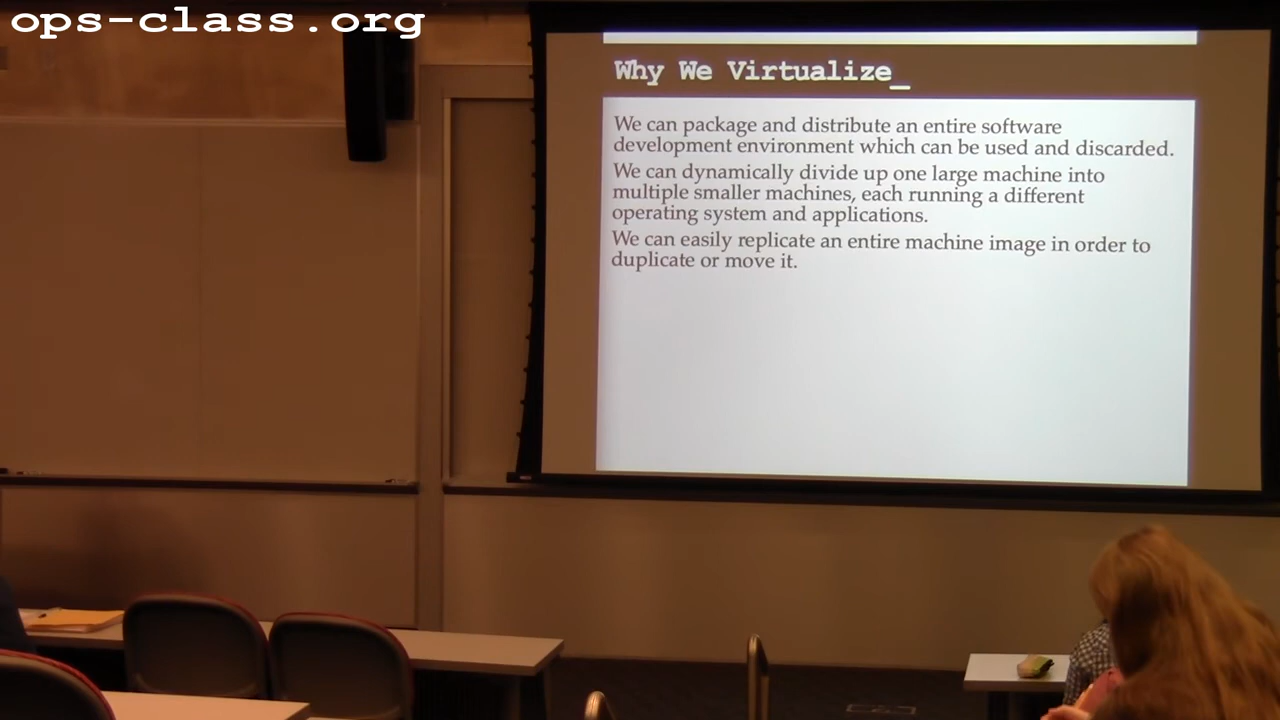 ops-class.org
Why We Virtualize_
We can package and distribute an entire software
development environment which can be used and discarded.
We can dynamically divide up one large machine into
multiple smaller machines, each running a different
operating system and applications.
We can easily replicate an entire machine image in order to
duplicate or move it.